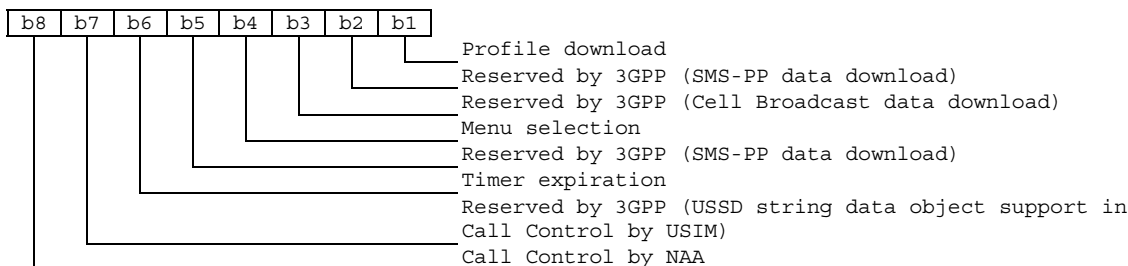 b8 b7 b6 b5 b4 b3 b2 b1
Profile download
Reserved by 3GPP (SMS-PP data download)
Reserved by 3GPP (Cell Broadcast data download)
Menu selection
Reserved by 3GPP (SMS-PP data download)
Timer expiration
Reserved by 3GPP (USSD string data object support in
Call Control by USIM)
Call Control by NAA